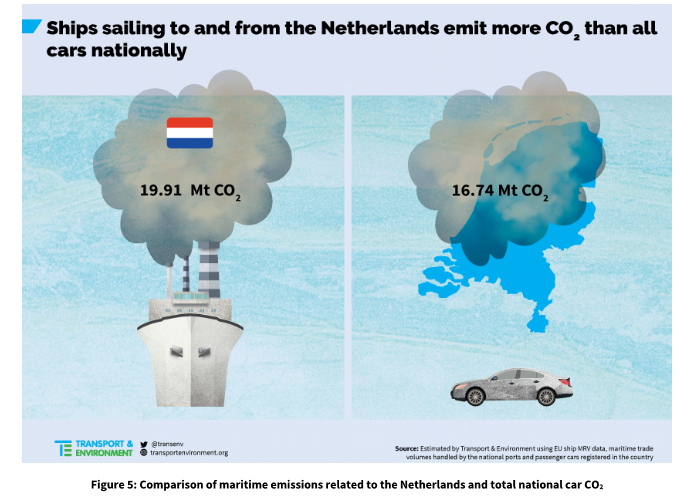 Ships sailing to and from the Netherlands emit more CO₂ than all
cars nationally
19.91 Mt CO₂
16.74 Mt CO₂
TRANSPORT &
ENVIRONMENT
@transenv
transportenvironment.org
Source: Estimated by Transport & Environment using EU ship MRV data, maritime trade
volumes handled by the national ports and passenger cars registered in the country
Figure 5: Comparison of maritime emissions related to the Netherlands and total national car CO₂